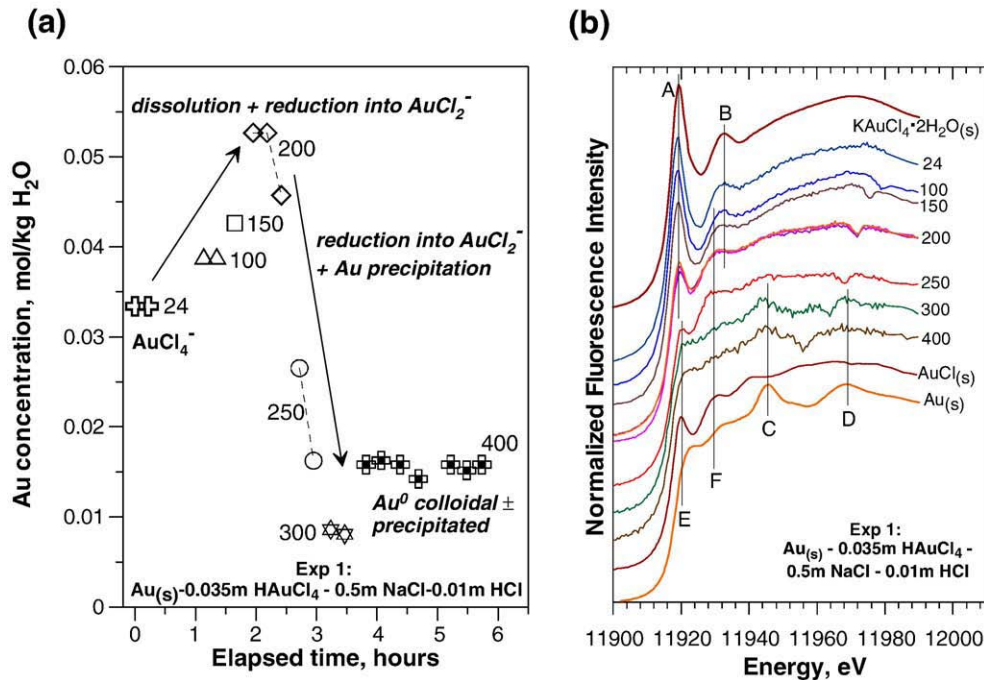 (a)
0.06
0.05
0.04
0.03
0.02
0.01
0
Au concentration, mol/kg H₂O
dissolution + reduction into AuCl₂⁻
200
150
100
24
AuCl₄⁻
reduction into AuCl₂⁻
+ Au precipitation
250
400
Au⁰ colloidal ±
precipitated
300
Exp 1:
Au₍ₛ₎-0.035m HAuCl₄ - 0.5m NaCl-0.01m HCl
0 1 2 3 4 5 6
Elapsed time, hours
(b)
Normalized Fluorescence Intensity
A
B
KAuCl₄·2H₂O₍ₛ₎
24
100
150
200
250
300
400
AuCl₍ₛ₎
Au₍ₛ₎
C
D
F
E
Exp 1:
Au₍ₛ₎ - 0.035m HAuCl₄ -
0.5m NaCl - 0.01m HCl
11900 11920 11940 11960 11980 12000
Energy, eV